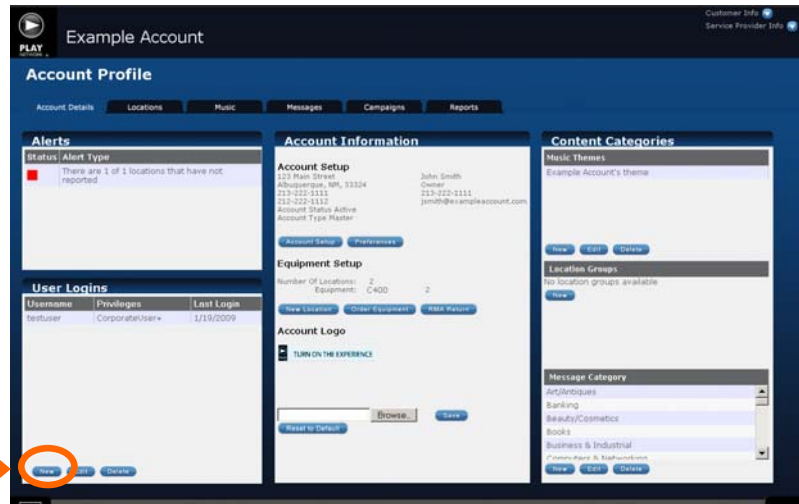 Customer Info
Service Provider Info
PLAY
NETWORK
Example Account
Account Profile
Account Details Locations Music Messages Campaigns Reports
Alerts
Status Alert Type
There are 1 of 1 locations that have not
reported
User Logins
Username Privileges Last Login
testuser CorporateUser+ 1/19/2009
New Edit Delete
Account Information
Account Setup
123 Main Street
Albuquerque, NM, 33324
213-222-1111
212-222-1112
Account Status Active
Account Type Master
John Smith
Owner
213-222-1111
jsmith@exampleaccount.com
Account Setup Preferences
Equipment Setup
Number Of Locations: 2
Equipment: C400 2
New Location Order Equipment RMA Return
Account Logo
TURN ON THE EXPERIENCE
Browse.. Save
Reset to Default
Content Categories
Music Themes
Example Account's theme
New Edit Delete
Location Groups
No location groups available
New
Message Category
Art/Antiques
Banking
Beauty/Cosmetics
Books
Business & Industrial
Computers & Networking
New Edit Delete